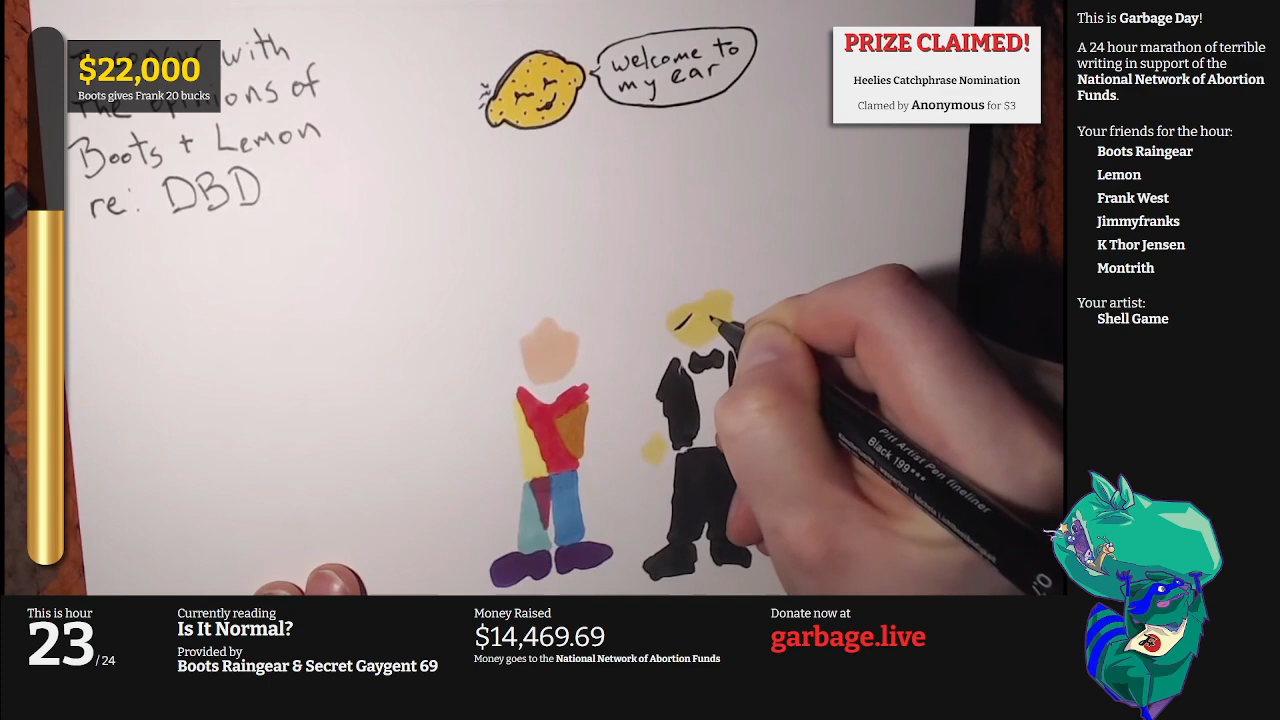 $22,000
Boots gives Frank 20 bucks
with
the opinions of
Boots + Lemon
re: DBD
welcome to
my ear
PRIZE CLAIMED!
Heelies Catchphrase Nomination
Clamed by Anonymous for $3
This is Garbage Day!
A 24 hour marathon of terrible
writing in support of the
National Network of Abortion
Funds.
Your friends for the hour:
Boots Raingear
Lemon
Frank West
Jimmyfranks
K Thor Jensen
Montrith
Your artist:
Shell Game
Pitt Artist Pen fineliner
Black 199***
This is hour
23 / 24
Currently reading
Is It Normal?
Provided by
Boots Raingear & Secret Gaygent 69
Money Raised
$14,469.69
Money goes to the National Network of Abortion Funds
Donate now at
garbage.live